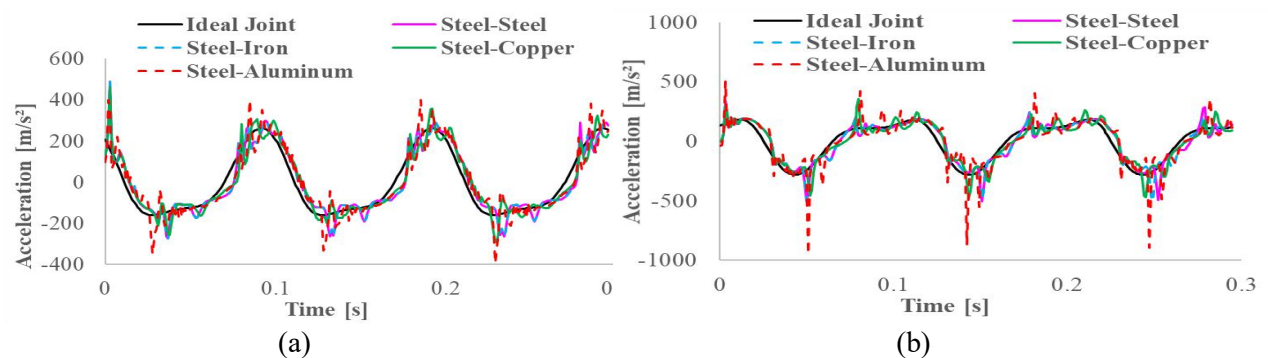 Ideal Joint Steel-Steel
Steel-Iron Steel-Copper
Steel-Aluminum
600
400
200
0
-200
-400
Acceleration [m/s²]
0 0.1 0.2 0
Time [s]
(a)
Ideal Joint Steel-Steel
Steel-Iron Steel-Copper
Steel-Aluminum
1000
500
0
-500
-1000
Acceleration [m/s²]
0 0.1 0.2 0.3
Time [s]
(b)